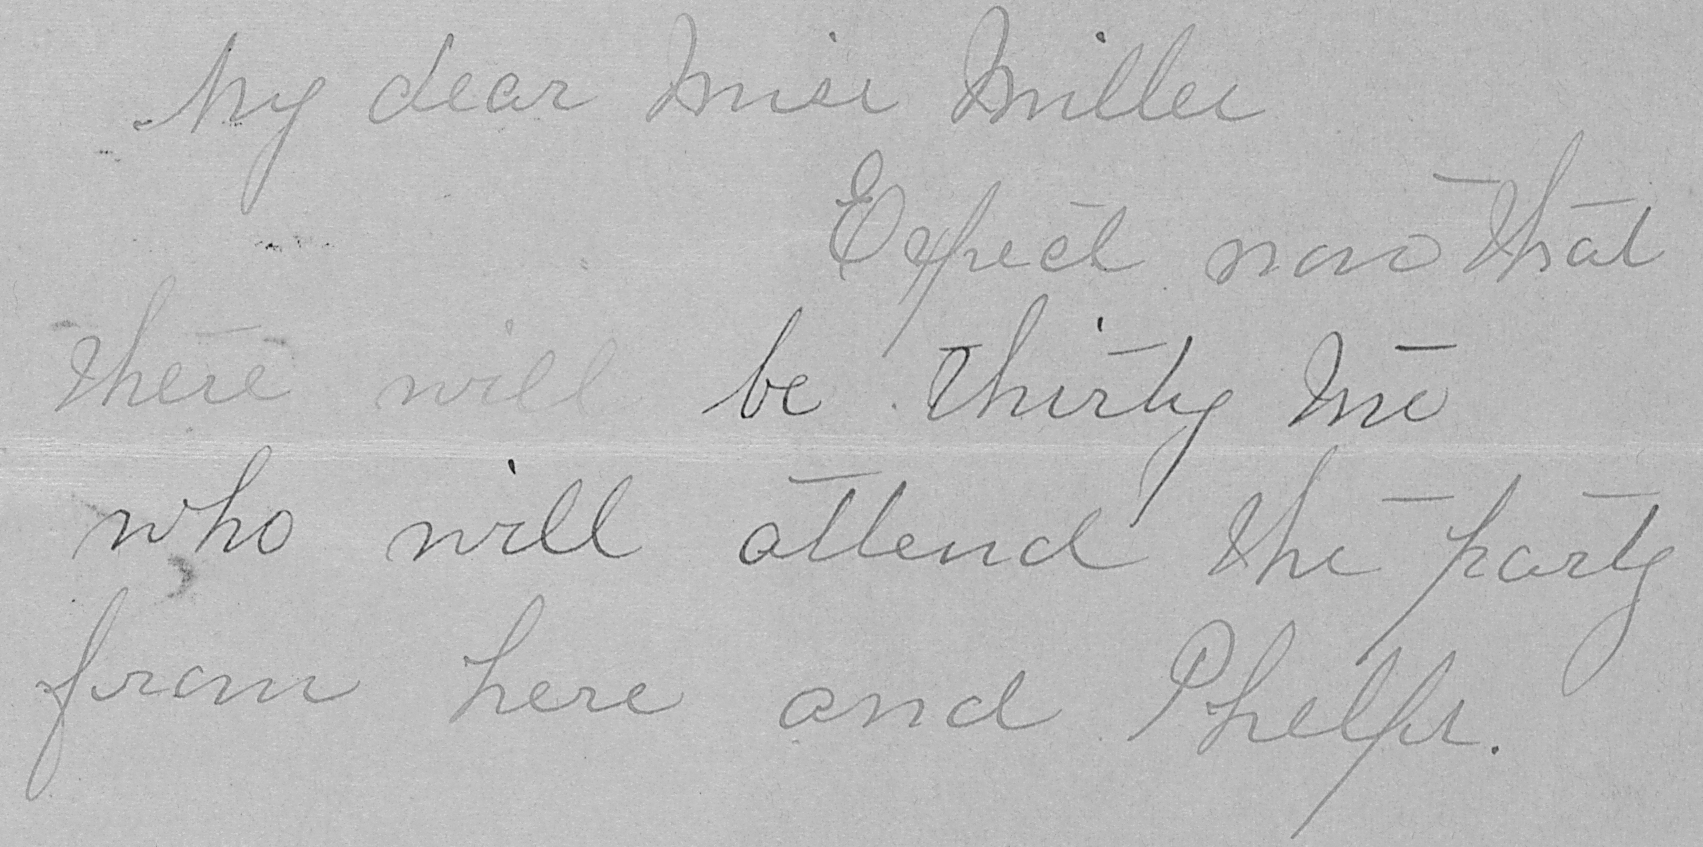 My dear Miss Miller
Expect now that
there will be thirty two
who will attend the party
from here and Phelps.